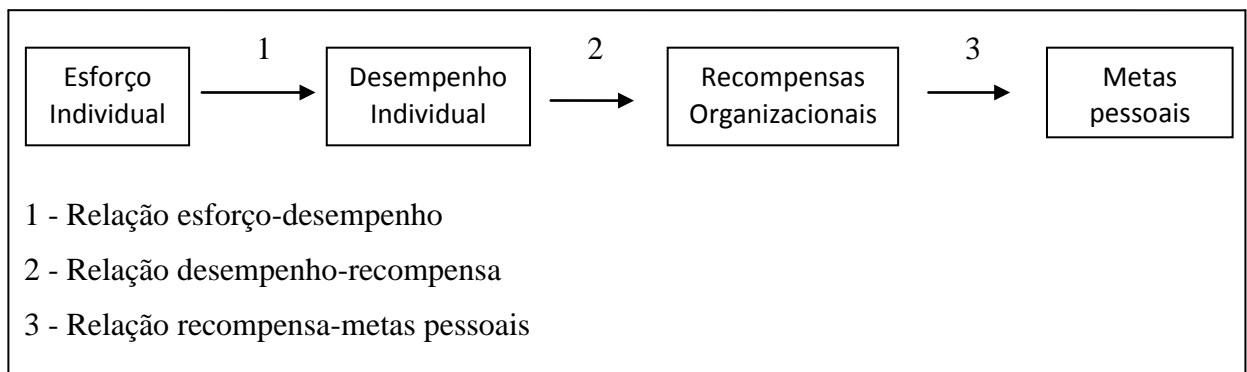 1
2
3
Esforço
Individual
Desempenho
Individual
Recompensas
Organizacionais
Metas
pessoais
1 - Relação esforço-desempenho
2 - Relação desempenho-recompensa
3 - Relação recompensa-metas pessoais